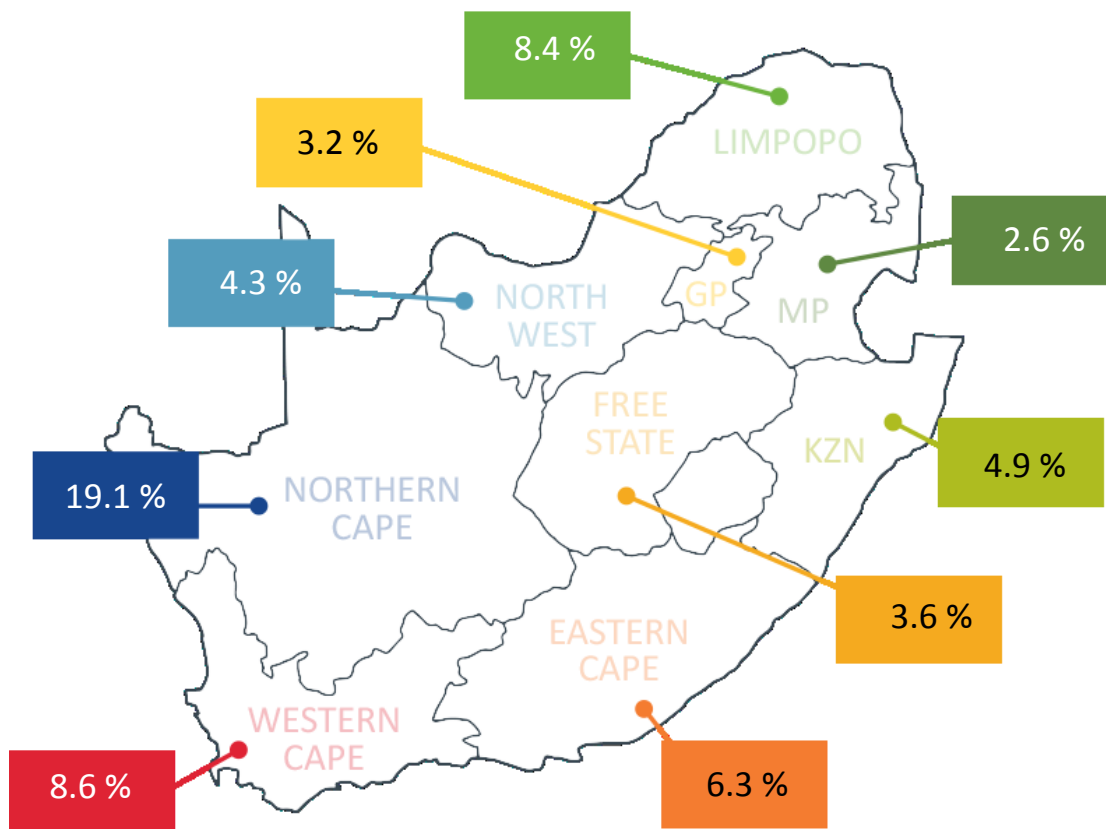 8.4 %
LIMPOPO
3.2 %
2.6 %
4.3 %
NORTH
WEST
GP
MP
FREE
STATE
KZN
4.9 %
19.1 %
NORTHERN
CAPE
3.6 %
EASTERN
CAPE
WESTERN
CAPE
8.6 %
6.3 %